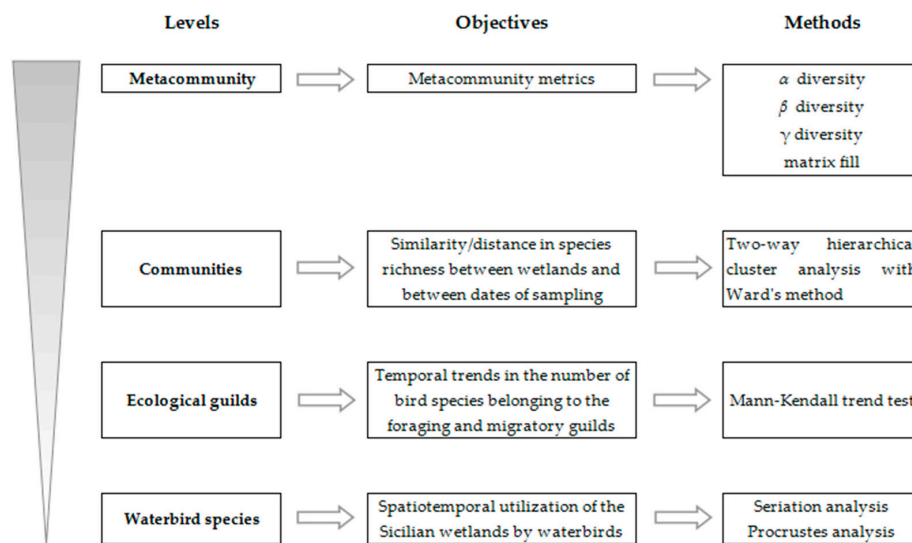 Levels
Objectives
Methods
Metacommunity
Metacommunity metrics
α diversity
β diversity
γ diversity
matrix fill
Communities
Similarity/distance in species
richness between wetlands and
between dates of sampling
Two-way hierarchical
cluster analysis with
Ward's method
Ecological guilds
Temporal trends in the number of
bird species belonging to the
foraging and migratory guilds
Mann-Kendall trend test
Waterbird species
Spatiotemporal utilization of the
Sicilian wetlands by waterbirds
Seriation analysis
Procrustes analysis